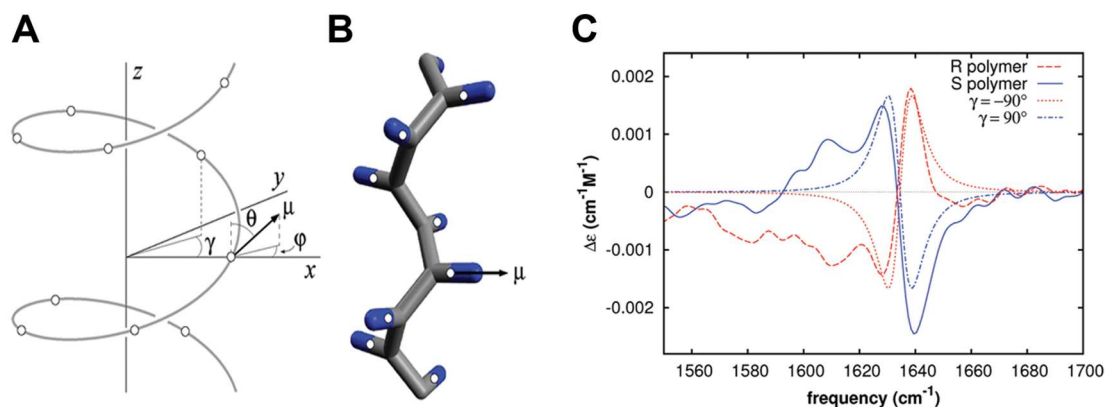 A
z
y
μ
θ
γ
φ
x
B
μ
C
R polymer
S polymer
γ = −90°
γ = 90°
0.002
0.001
0
-0.001
-0.002
Δε (cm⁻¹M⁻¹)
1560 1580 1600 1620 1640 1660 1680 1700
frequency (cm⁻¹)